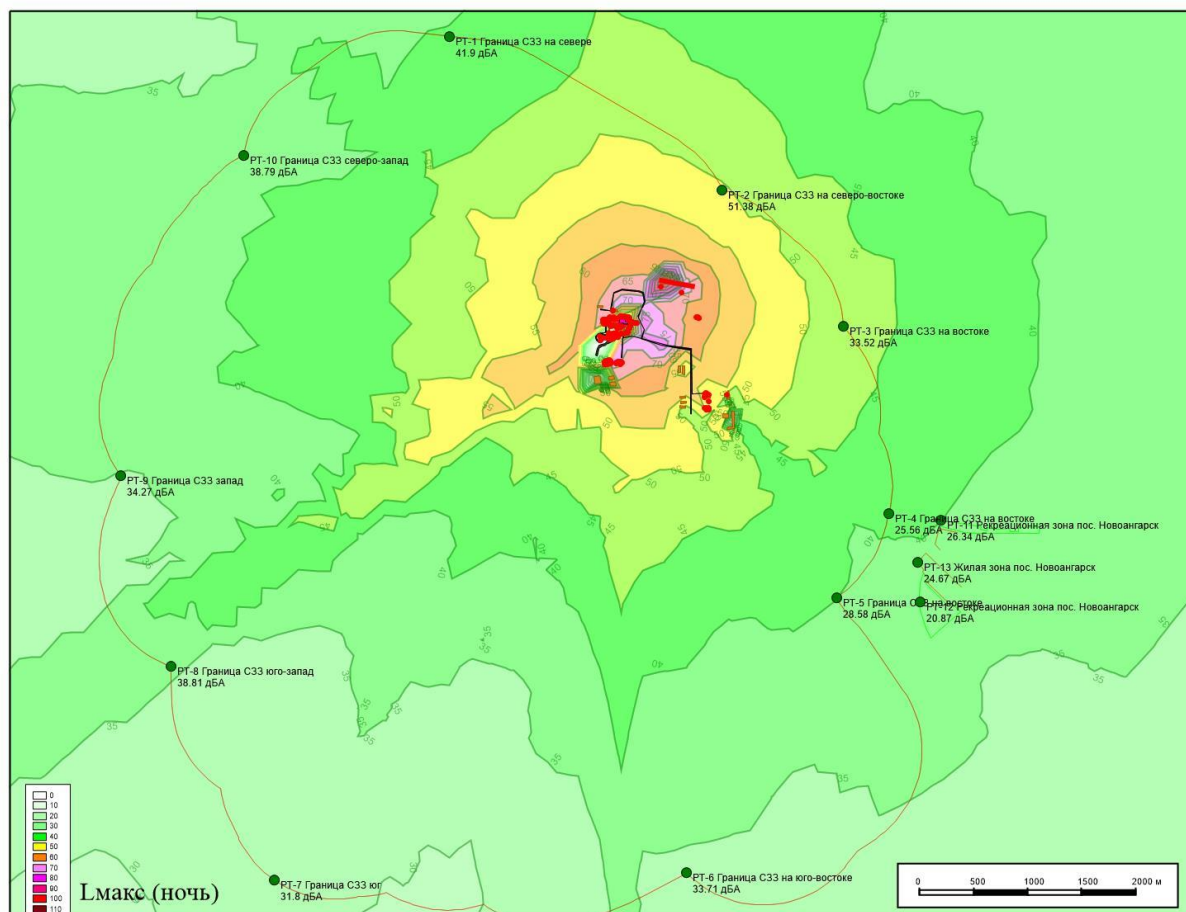 РТ-1 Граница СЗЗ на севере
41.9 дБА
РТ-10 Граница СЗЗ северо-запад
38.79 дБА
РТ-2 Граница СЗЗ на северо-востоке
51.38 дБА
РТ-3 Граница СЗЗ на востоке
33.52 дБА
РТ-9 Граница СЗЗ запад
34.27 дБА
РТ-4 Граница СЗЗ на востоке
25.56 дБА
РТ-11 Рекреационная зона пос. Новоангарск
26.34 дБА
РТ-13 Жилая зона пос. Новоангарск
24.67 дБА
РТ-5 Граница СЗЗ на востоке
28.58 дБА
РТ-12 Рекреационная зона пос. Новоангарск
20.87 дБА
РТ-8 Граница СЗЗ юго-запад
38.81 дБА
РТ-7 Граница СЗЗ юг
31.8 дБА
РТ-6 Граница СЗЗ на юго-востоке
33.71 дБА
0
10
20
30
40
50
60
70
80
90
100
110
Lмакс (ночь)
0 500 1000 1500 2000 м